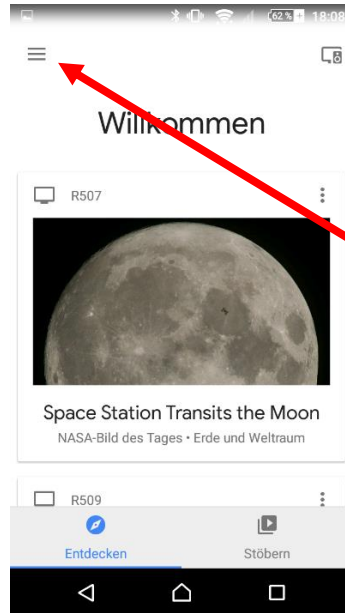 62 % 18:08
Willkommen
R507
Space Station Transits the Moon
NASA-Bild des Tages • Erde und Weltraum
R509
Entdecken Stöbern